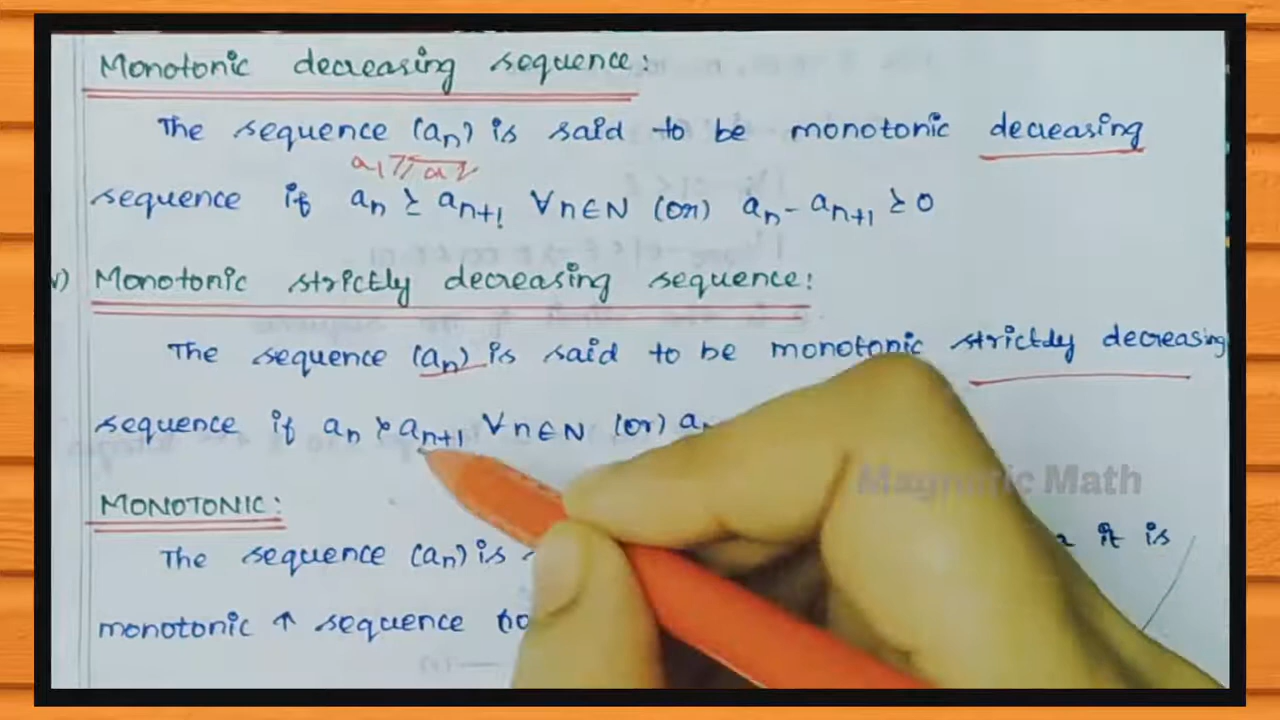 Monotonic decreasing sequence:
The sequence (aₙ) is said to be monotonic decreasing
a₁ ≥ a₂
sequence if aₙ ≥ aₙ₊₁ ∀n∈N (or) aₙ - aₙ₊₁ ≥ 0
v) Monotonic strictly decreasing sequence:
The sequence (aₙ) is said to be monotonic strictly decreasing
sequence if aₙ > aₙ₊₁ ∀n∈N (or) aₙ
Magnetic Math
MONOTONIC:
The sequence (aₙ) is it is
monotonic ↑ sequence